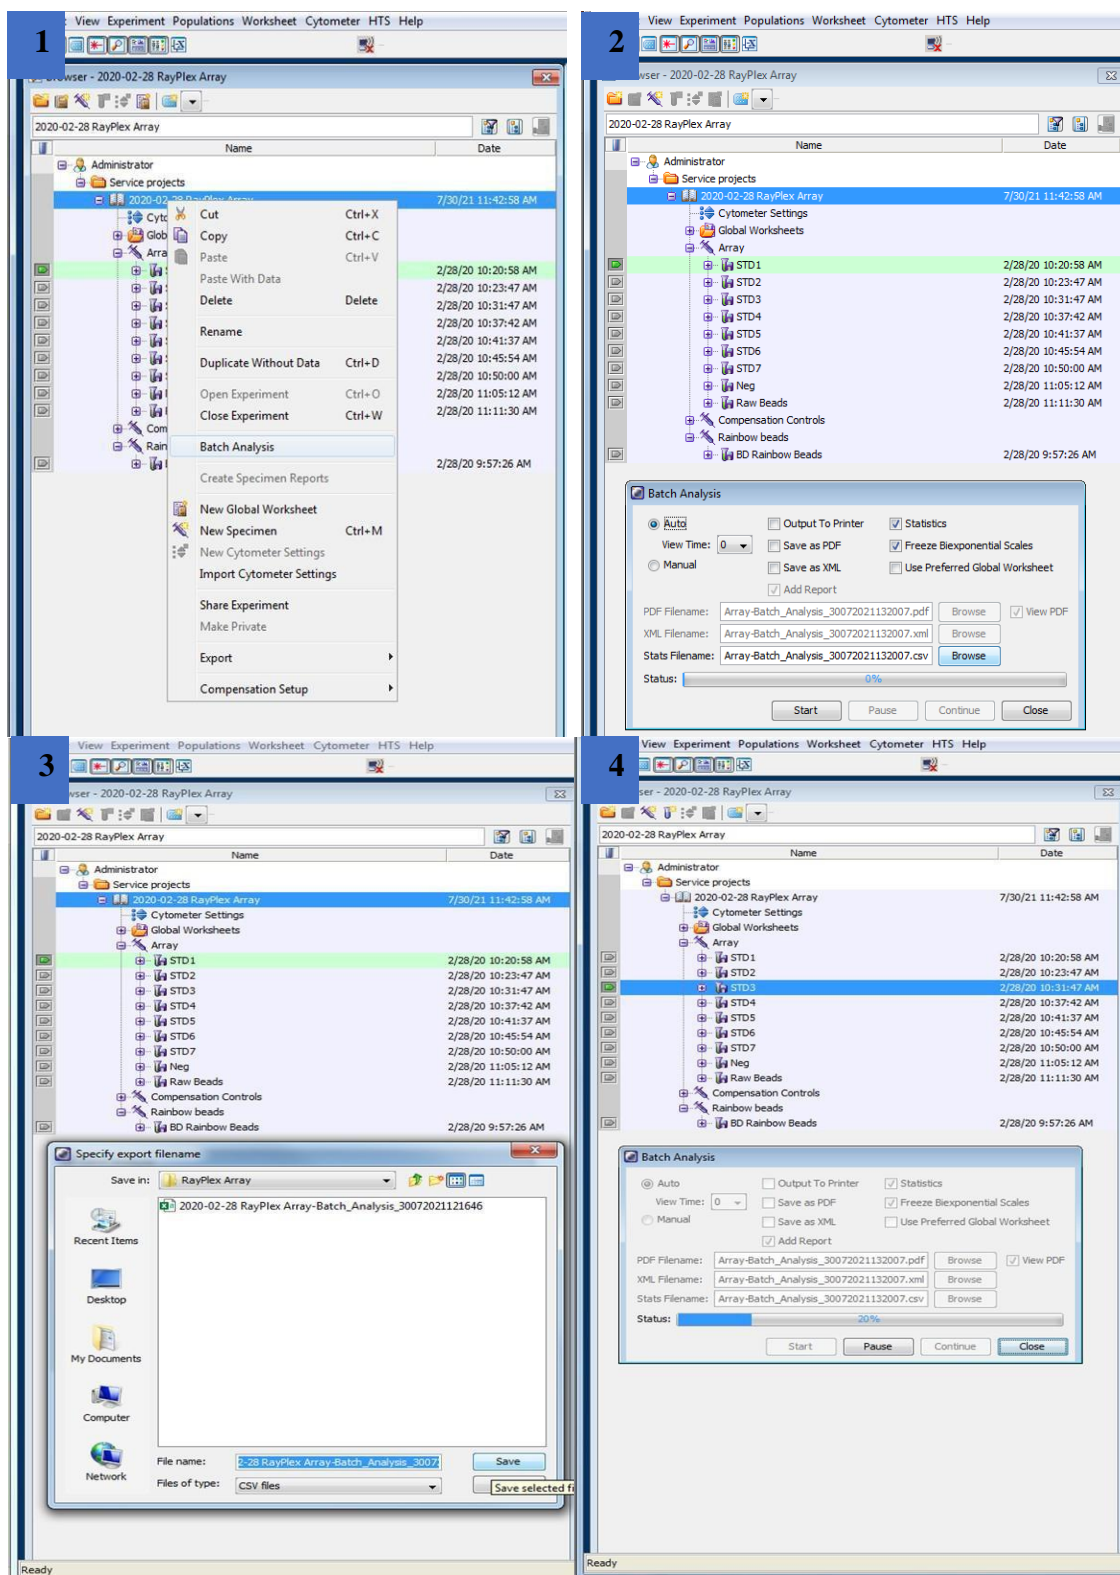 1
View Experiment Populations Worksheet Cytometer HTS Help
wser - 2020-02-28 RayPlex Array
2020-02-28 RayPlex Array
Name Date
Administrator
Service projects
2020-02-28 RayPlex Array 7/30/21 11:42:58 AM
Cyto
Glob
Arra
2/28/20 10:20:58 AM
2/28/20 10:23:47 AM
2/28/20 10:31:47 AM
2/28/20 10:37:42 AM
2/28/20 10:41:37 AM
2/28/20 10:45:54 AM
2/28/20 10:50:00 AM
2/28/20 11:05:12 AM
2/28/20 11:11:30 AM
Com
Rain
2/28/20 9:57:26 AM
Cut Ctrl+X
Copy Ctrl+C
Paste Ctrl+V
Paste With Data
Delete Delete
Rename
Duplicate Without Data Ctrl+D
Open Experiment Ctrl+O
Close Experiment Ctrl+W
Batch Analysis
Create Specimen Reports
New Global Worksheet
New Specimen Ctrl+M
New Cytometer Settings
Import Cytometer Settings
Share Experiment
Make Private
Export
Compensation Setup
2
View Experiment Populations Worksheet Cytometer HTS Help
wser - 2020-02-28 RayPlex Array
2020-02-28 RayPlex Array
Name Date
Administrator
Service projects
2020-02-28 RayPlex Array 7/30/21 11:42:58 AM
Cytometer Settings
Global Worksheets
Array
STD1 2/28/20 10:20:58 AM
STD2 2/28/20 10:23:47 AM
STD3 2/28/20 10:31:47 AM
STD4 2/28/20 10:37:42 AM
STD5 2/28/20 10:41:37 AM
STD6 2/28/20 10:45:54 AM
STD7 2/28/20 10:50:00 AM
Neg 2/28/20 11:05:12 AM
Raw Beads 2/28/20 11:11:30 AM
Compensation Controls
Rainbow beads
BD Rainbow Beads 2/28/20 9:57:26 AM
Batch Analysis
Auto Output To Printer Statistics
View Time: 0 Save as PDF Freeze Biexponential Scales
Manual Save as XML Use Preferred Global Worksheet
Add Report
PDF Filename: Array-Batch_Analysis_30072021132007.pdf Browse View PDF
XML Filename: Array-Batch_Analysis_30072021132007.xml Browse
Stats Filename: Array-Batch_Analysis_30072021132007.csv Browse
Status: 0%
Start Pause Continue Close
3
View Experiment Populations Worksheet Cytometer HTS Help
wser - 2020-02-28 RayPlex Array
2020-02-28 RayPlex Array
Name Date
Administrator
Service projects
2020-02-28 RayPlex Array 7/30/21 11:42:58 AM
Cytometer Settings
Global Worksheets
Array
STD1 2/28/20 10:20:58 AM
STD2 2/28/20 10:23:47 AM
STD3 2/28/20 10:31:47 AM
STD4 2/28/20 10:37:42 AM
STD5 2/28/20 10:41:37 AM
STD6 2/28/20 10:45:54 AM
STD7 2/28/20 10:50:00 AM
Neg 2/28/20 11:05:12 AM
Raw Beads 2/28/20 11:11:30 AM
Compensation Controls
Rainbow beads
BD Rainbow Beads 2/28/20 9:57:26 AM
Specify export filename
Save in: RayPlex Array
2020-02-28 RayPlex Array-Batch_Analysis_30072021121646
Recent Items
Desktop
My Documents
Computer
Network
File name: 2-28 RayPlex Array-Batch_Analysis_3007 Save
Files of type: CSV files
Save selected fi
Ready
4
View Experiment Populations Worksheet Cytometer HTS Help
ser - 2020-02-28 RayPlex Array
2020-02-28 RayPlex Array
Name Date
Administrator
Service projects
2020-02-28 RayPlex Array 7/30/21 11:42:58 AM
Cytometer Settings
Global Worksheets
Array
STD1 2/28/20 10:20:58 AM
STD2 2/28/20 10:23:47 AM
STD3 2/28/20 10:31:47 AM
STD4 2/28/20 10:37:42 AM
STD5 2/28/20 10:41:37 AM
STD6 2/28/20 10:45:54 AM
STD7 2/28/20 10:50:00 AM
Neg 2/28/20 11:05:12 AM
Raw Beads 2/28/20 11:11:30 AM
Compensation Controls
Rainbow beads
BD Rainbow Beads 2/28/20 9:57:26 AM
Batch Analysis
Auto Output To Printer Statistics
View Time: 0 Save as PDF Freeze Biexponential Scales
Manual Save as XML Use Preferred Global Worksheet
Add Report
PDF Filename: Array-Batch_Analysis_30072021132007.pdf Browse View PDF
XML Filename: Array-Batch_Analysis_30072021132007.xml Browse
Stats Filename: Array-Batch_Analysis_30072021132007.csv Browse
Status: 20%
Start Pause Continue Close
Ready